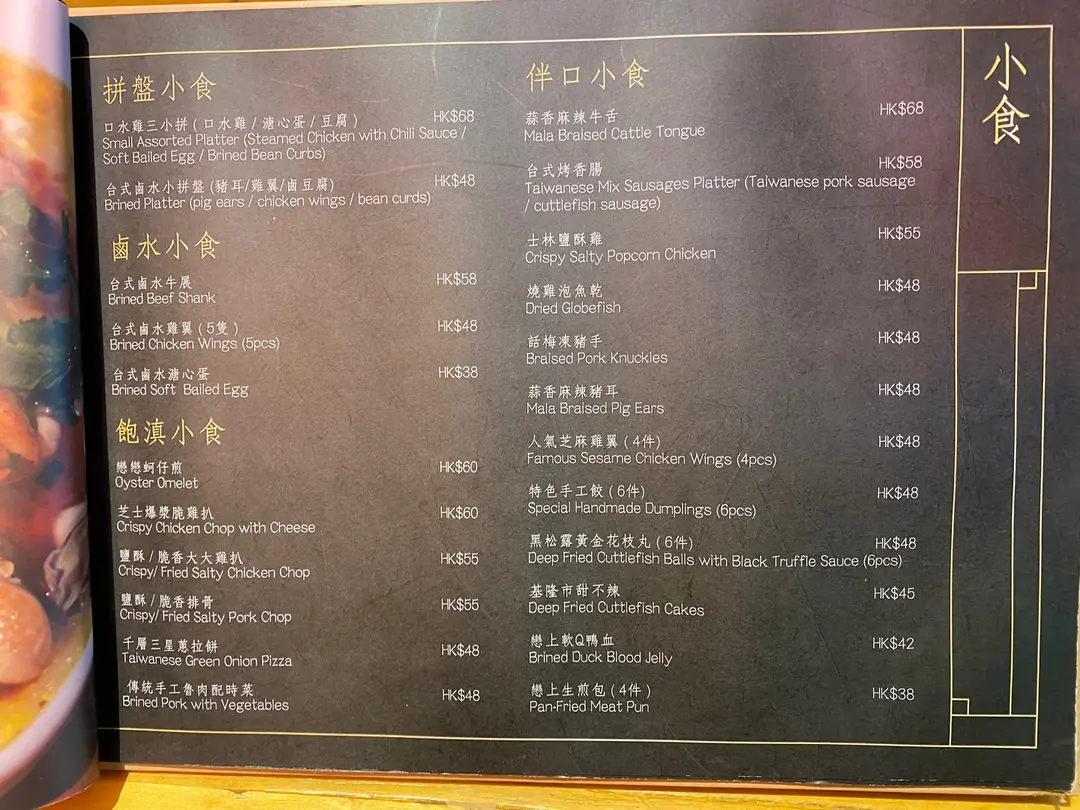 小食
拼盤小食
口水雞三小拼 ( 口水雞 / 溏心蛋 / 豆腐 )
HK$68
Small Assorted Platter (Steamed Chicken with Chili Sauce /
Soft Bailed Egg / Brined Bean Curbs)
台式鹵水小拼盤 (豬耳/雞翼/鹵豆腐)
HK$48
Brined Platter (pig ears / chicken wings / bean curds)
鹵水小食
台式鹵水牛展
HK$58
Brined Beef Shank
台式鹵水雞翼 ( 5隻 )
HK$48
Brined Chicken Wings (5pcs)
台式鹵水溏心蛋
HK$38
Brined Soft Bailed Egg
飽滇小食
戀戀蚵仔煎
HK$60
Oyster Omelet
芝士爆漿脆雞扒
HK$60
Crispy Chicken Chop with Cheese
鹽酥 / 脆香大大雞扒
HK$55
Crispy/ Fried Salty Chicken Chop
鹽酥 / 脆香排骨
HK$55
Crispy/ Fried Salty Pork Chop
千層三星蔥拉餅
HK$48
Taiwanese Green Onion Pizza
傳統手工魯肉配時菜
HK$48
Brined Pork with Vegetables
伴口小食
蒜香麻辣牛舌
HK$68
Mala Braised Cattle Tongue
台式烤香腸
HK$58
Taiwanese Mix Sausages Platter (Taiwanese pork sausage
/ cuttlefish sausage)
士林鹽酥雞
HK$55
Crispy Salty Popcorn Chicken
燒雞泡魚乾
HK$48
Dried Globefish
話梅凍豬手
HK$48
Braised Pork Knuckles
蒜香麻辣豬耳
HK$48
Mala Braised Pig Ears
人氣芝麻雞翼 ( 4件)
HK$48
Famous Sesame Chicken Wings (4pcs)
特色手工餃 ( 6件)
HK$48
Special Handmade Dumplings (6pcs)
黑松露黃金花枝丸 ( 6件)
HK$48
Deep Fried Cuttlefish Balls with Black Truffle Sauce (6pcs)
基隆市甜不辣
HK$45
Deep Fried Cuttlefish Cakes
戀上軟Q鴨血
HK$42
Brined Duck Blood Jelly
戀上生煎包 ( 4件 )
HK$38
Pan-Fried Meat Pun